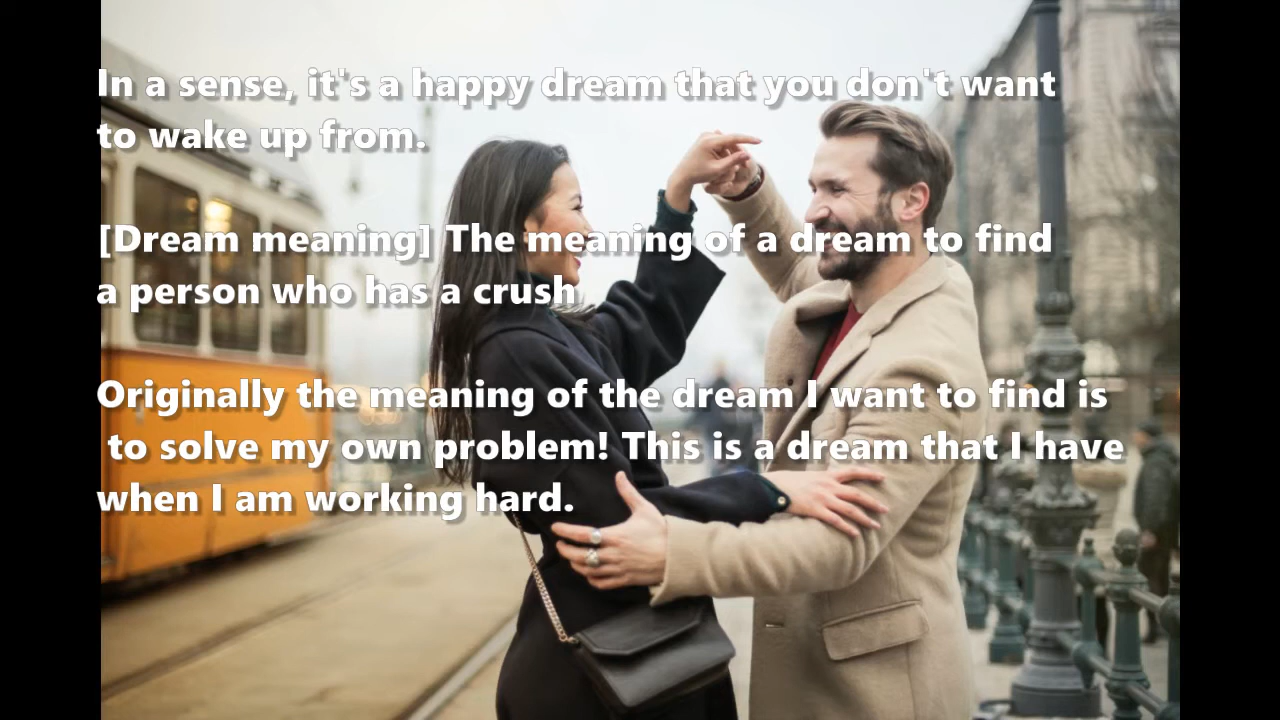 In a sense, it's a happy dream that you don't want
to wake up from.
[Dream meaning] The meaning of a dream to find
a person who has a crush
Originally the meaning of the dream I want to find is
to solve my own problem! This is a dream that I have
when I am working hard.